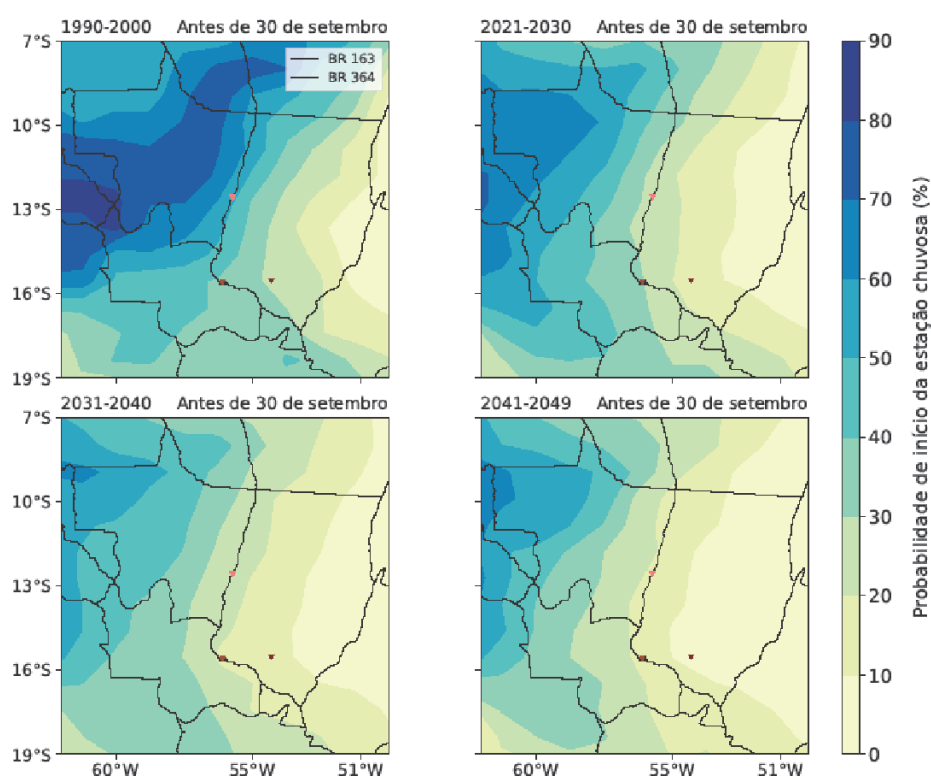 1990-2000 Antes de 30 de setembro
2021-2030 Antes de 30 de setembro
7°S
10°S
13°S
16°S
19°S
BR 163
BR 364
90
80
70
60
50
40
30
20
10
0
Probabilidade de início da estação chuvosa (%)
2031-2040 Antes de 30 de setembro
2041-2049 Antes de 30 de setembro
7°S
10°S
13°S
16°S
19°S
60°W 55°W 51°W
60°W 55°W 51°W